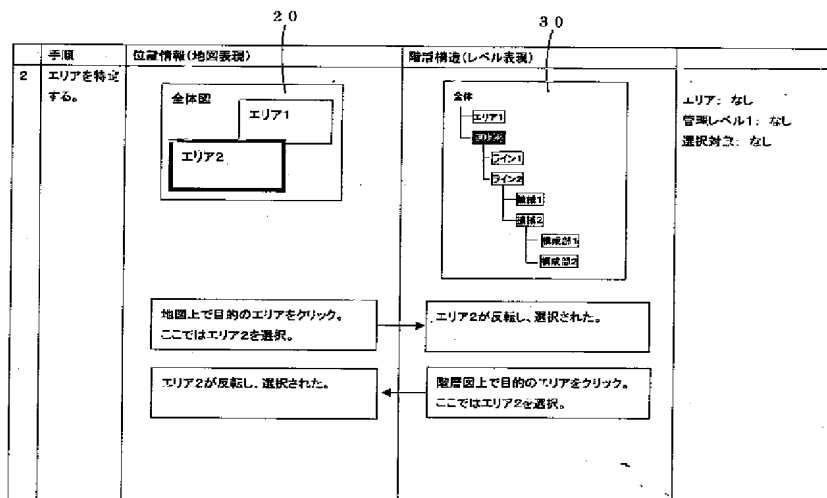 20
30
手順
位置情報(地図表現)
階層構造(レベル表現)
2
エリアを特定
する。
全体図
エリア1
エリア2
全体
エリア1
エリア2
ライン1
ライン2
機械1
機械2
構成部1
構成部2
エリア: なし
管理レベル1: なし
選択対象: なし
地図上で目的のエリアをクリック。
ここではエリア2を選択。
エリア2が反転し、選択された。
エリア2が反転し、選択された。
階層図上で目的のエリアをクリック。
ここではエリア2を選択。